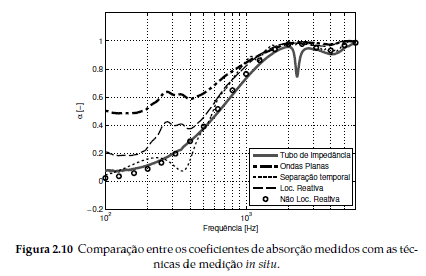 α [–]
1
0.8
0.6
0.4
0.2
0
−0.2
10²
10³
Frequência [Hz]
Tubo de Impedância
Ondas Planas
Separação temporal
Loc. Reativa
Não Loc. Reativa
Figura 2.10 Comparação entre os coeficientes de absorção medidos com as téc-
nicas de medição in situ.